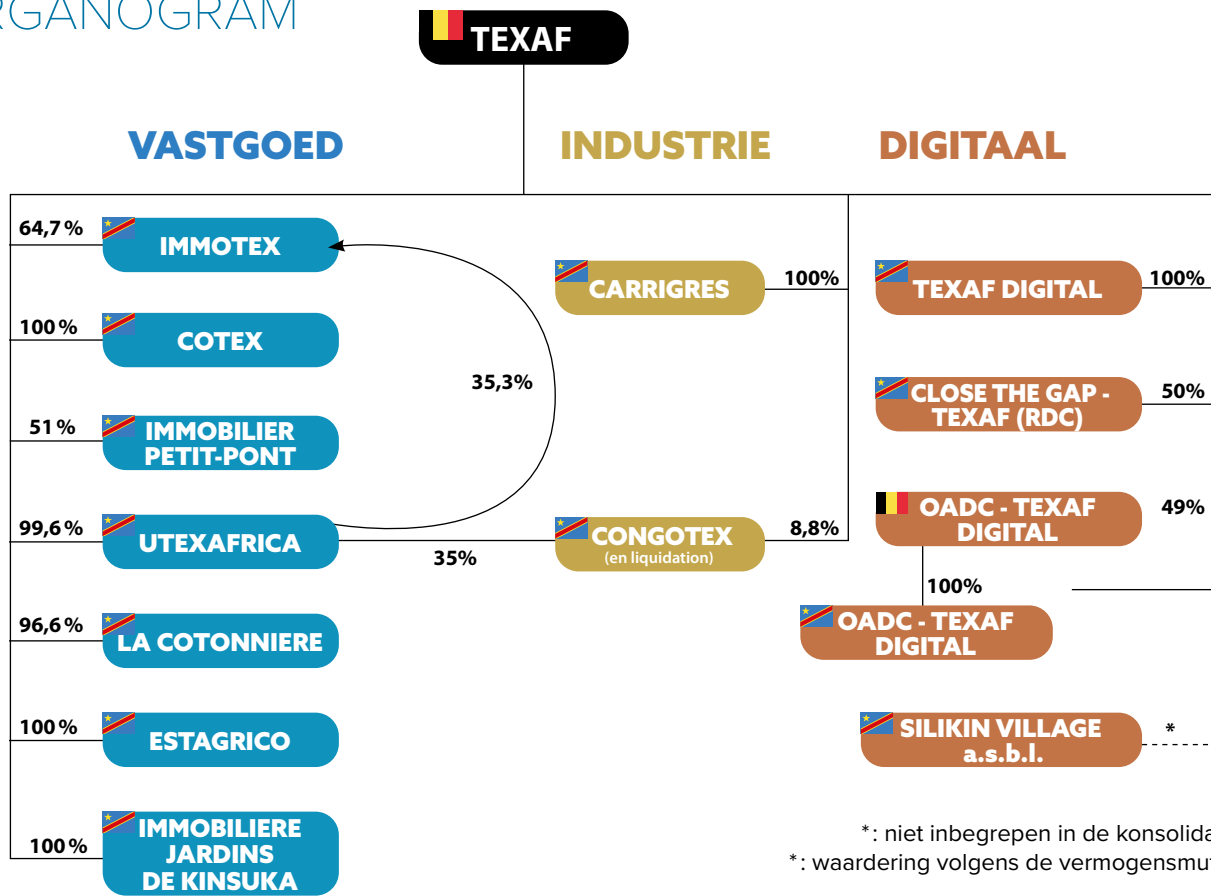 RGANOGRAM
TEXAF
VASTGOED
INDUSTRIE
DIGITAAL
64,7 %
IMMOTEX
100 %
COTEX
51 %
IMMOBILIER
PETIT-PONT
99,6 %
UTEXAFRICA
96,6 %
LA COTONNIERE
100 %
ESTAGRICO
100 %
IMMOBILIERE
JARDINS
DE KINSUKA
35,3%
35%
CARRIGRES
100%
CONGOTEX
(en liquidation)
8,8%
TEXAF DIGITAL
100%
CLOSE THE GAP -
TEXAF (RDC)
50%
OADC - TEXAF
DIGITAL
49%
100%
OADC - TEXAF
DIGITAL
SILIKIN VILLAGE
a.s.b.l.
*
*: niet inbegrepen in de konsolida
*: waardering volgens de vermogensmut